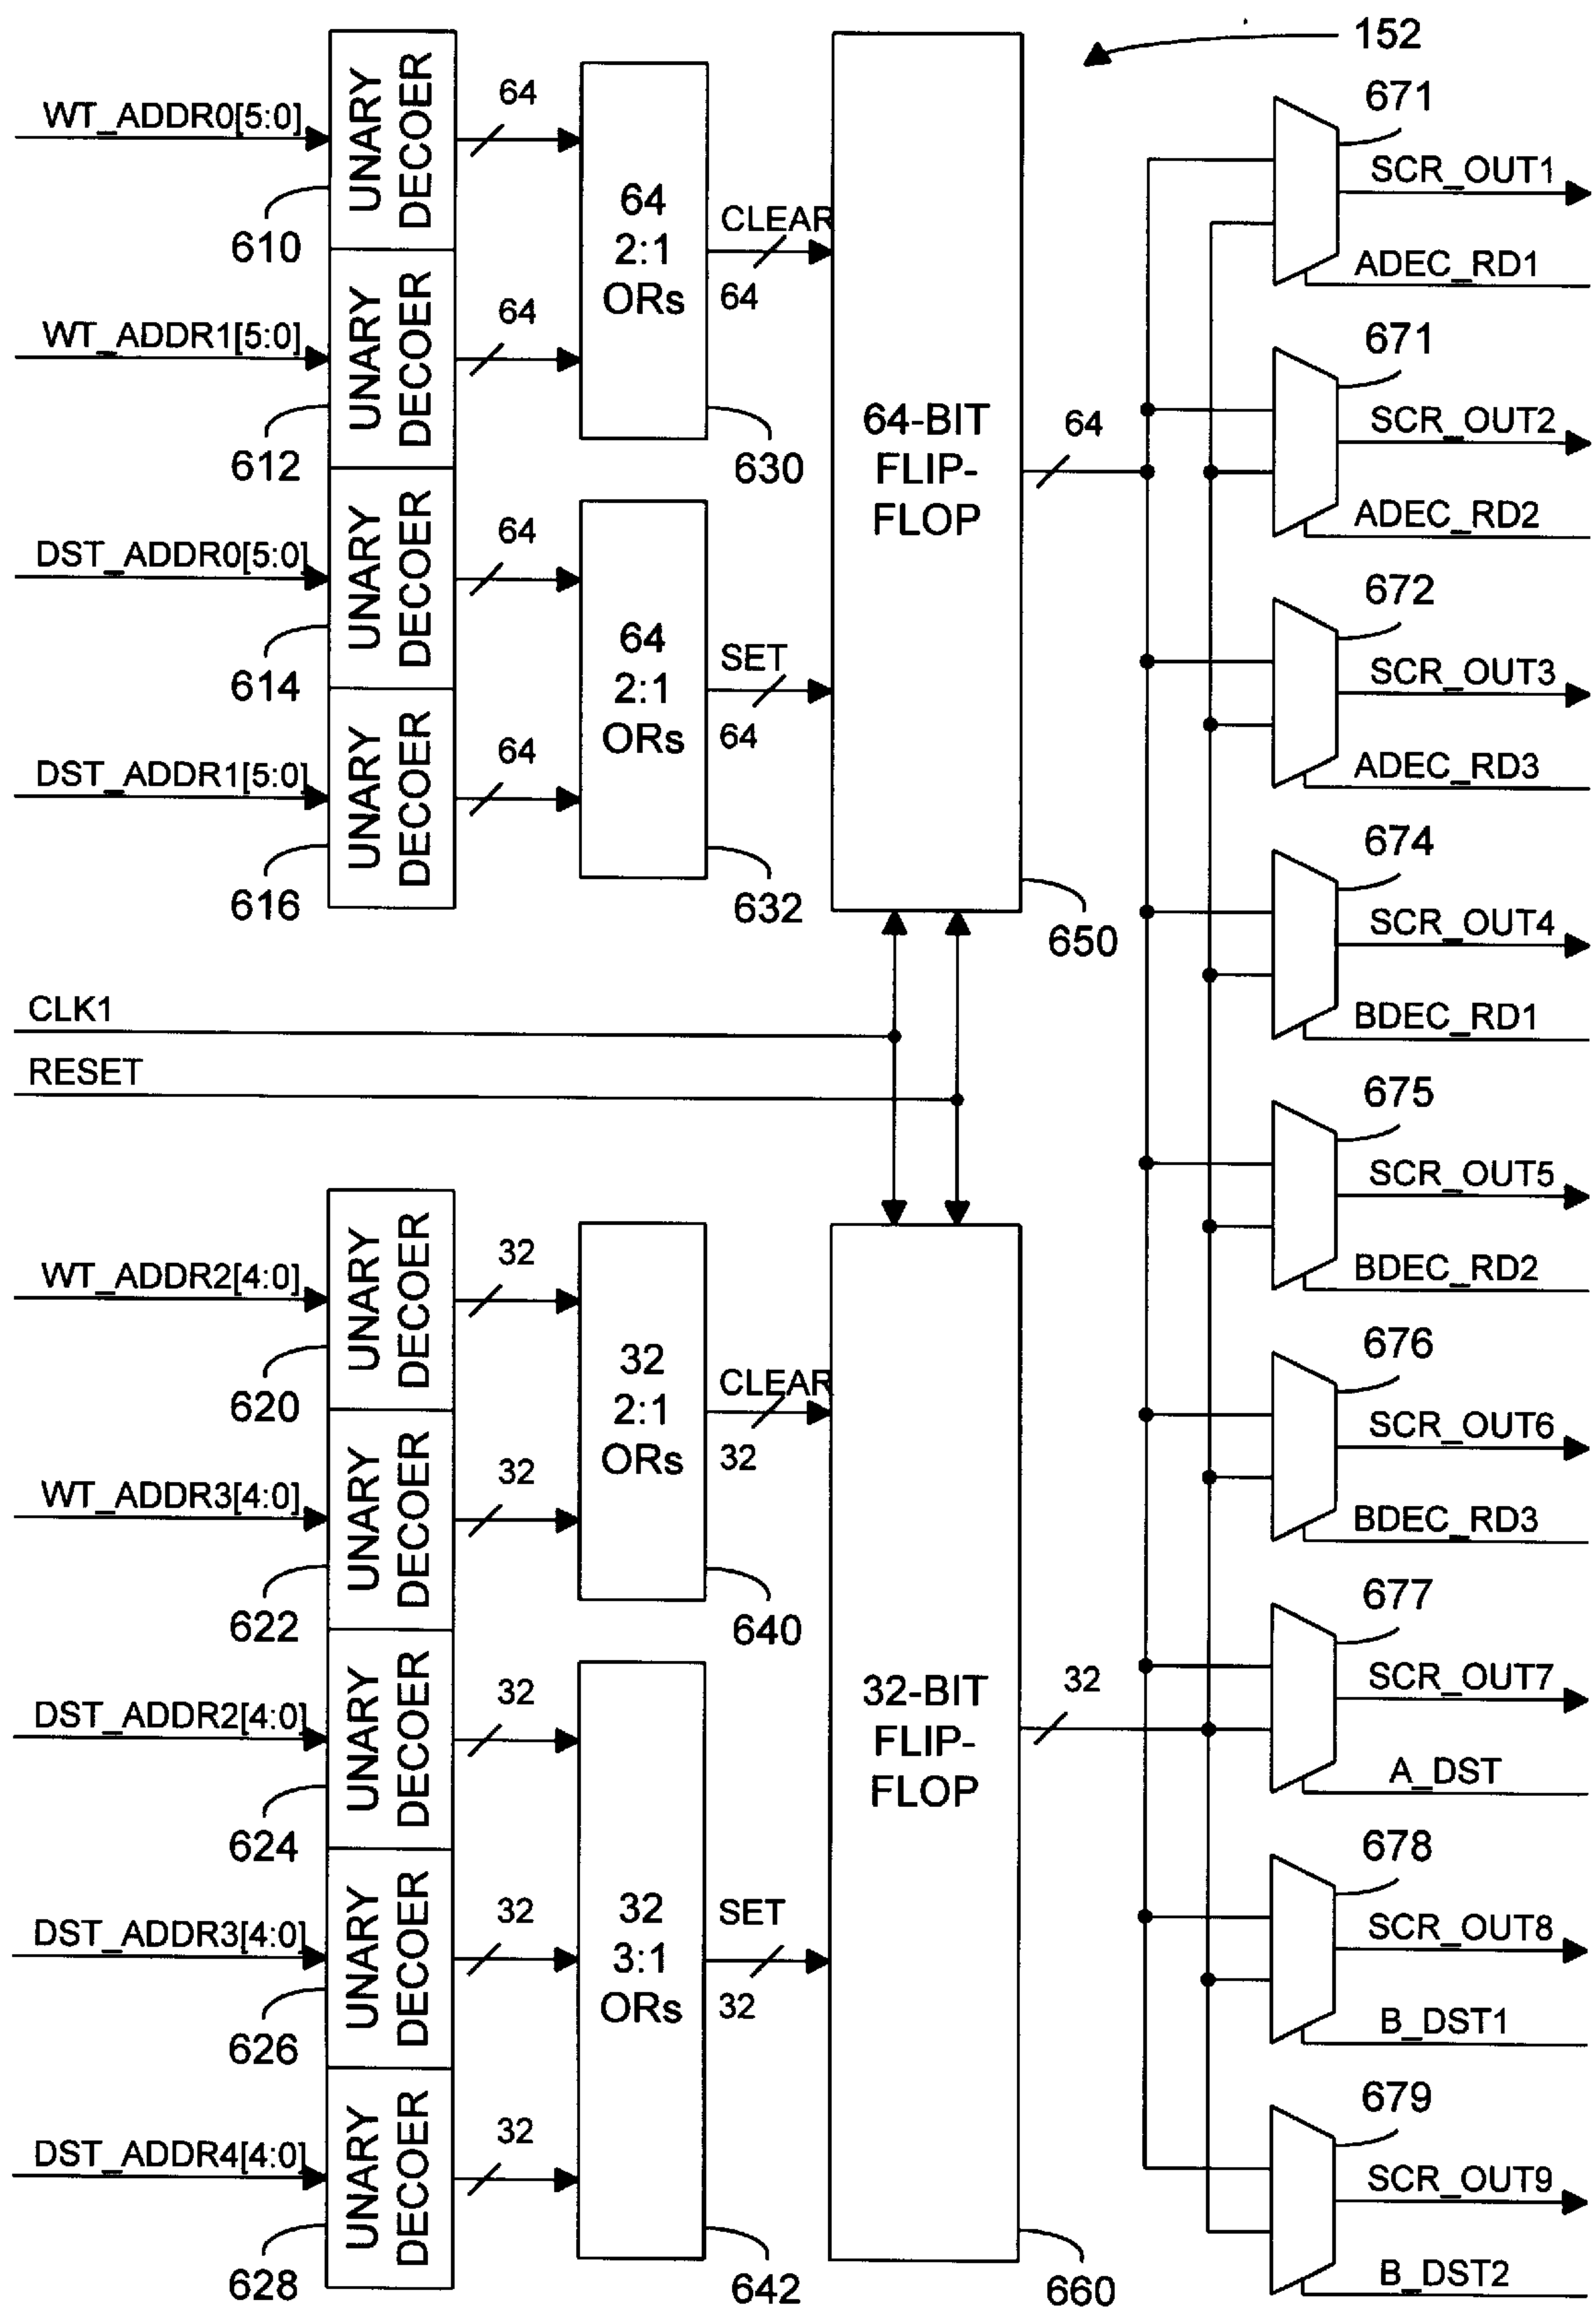 152
WT_ADDR0[5:0]
UNARY
DECOER
610
64
WT_ADDR1[5:0]
UNARY
DECOER
612
64
DST_ADDR0[5:0]
UNARY
DECOER
614
64
DST_ADDR1[5:0]
UNARY
DECOER
616
64
64
2:1
ORs
630
CLEAR
64
64
2:1
ORs
632
SET
64
64-BIT
FLIP-
FLOP
650
64
CLK1
RESET
WT_ADDR2[4:0]
UNARY
DECOER
620
32
WT_ADDR3[4:0]
UNARY
DECOER
622
32
DST_ADDR2[4:0]
UNARY
DECOER
624
32
DST_ADDR3[4:0]
UNARY
DECOER
626
32
DST_ADDR4[4:0]
UNARY
DECOER
628
32
32
2:1
ORs
640
CLEAR
32
32
3:1
ORs
642
SET
32
32-BIT
FLIP-
FLOP
660
32
671
SCR_OUT1
ADEC_RD1
671
SCR_OUT2
ADEC_RD2
672
SCR_OUT3
ADEC_RD3
674
SCR_OUT4
BDEC_RD1
675
SCR_OUT5
BDEC_RD2
676
SCR_OUT6
BDEC_RD3
677
SCR_OUT7
A_DST
678
SCR_OUT8
B_DST1
679
SCR_OUT9
B_DST2